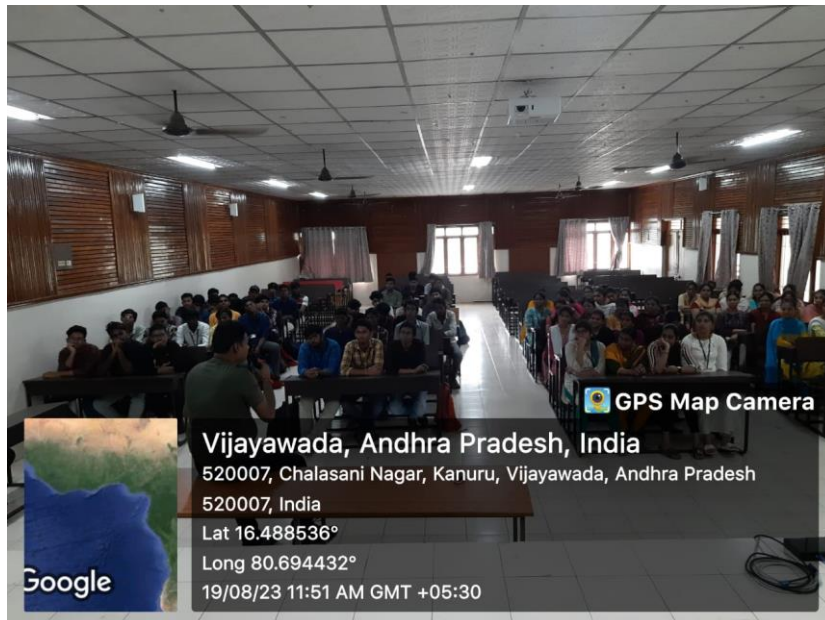 GPS Map Camera
Vijayawada, Andhra Pradesh, India
520007, Chalasani Nagar, Kanuru, Vijayawada, Andhra Pradesh
520007, India
Lat 16.488536°
Long 80.694432°
19/08/23 11:51 AM GMT +05:30
Google